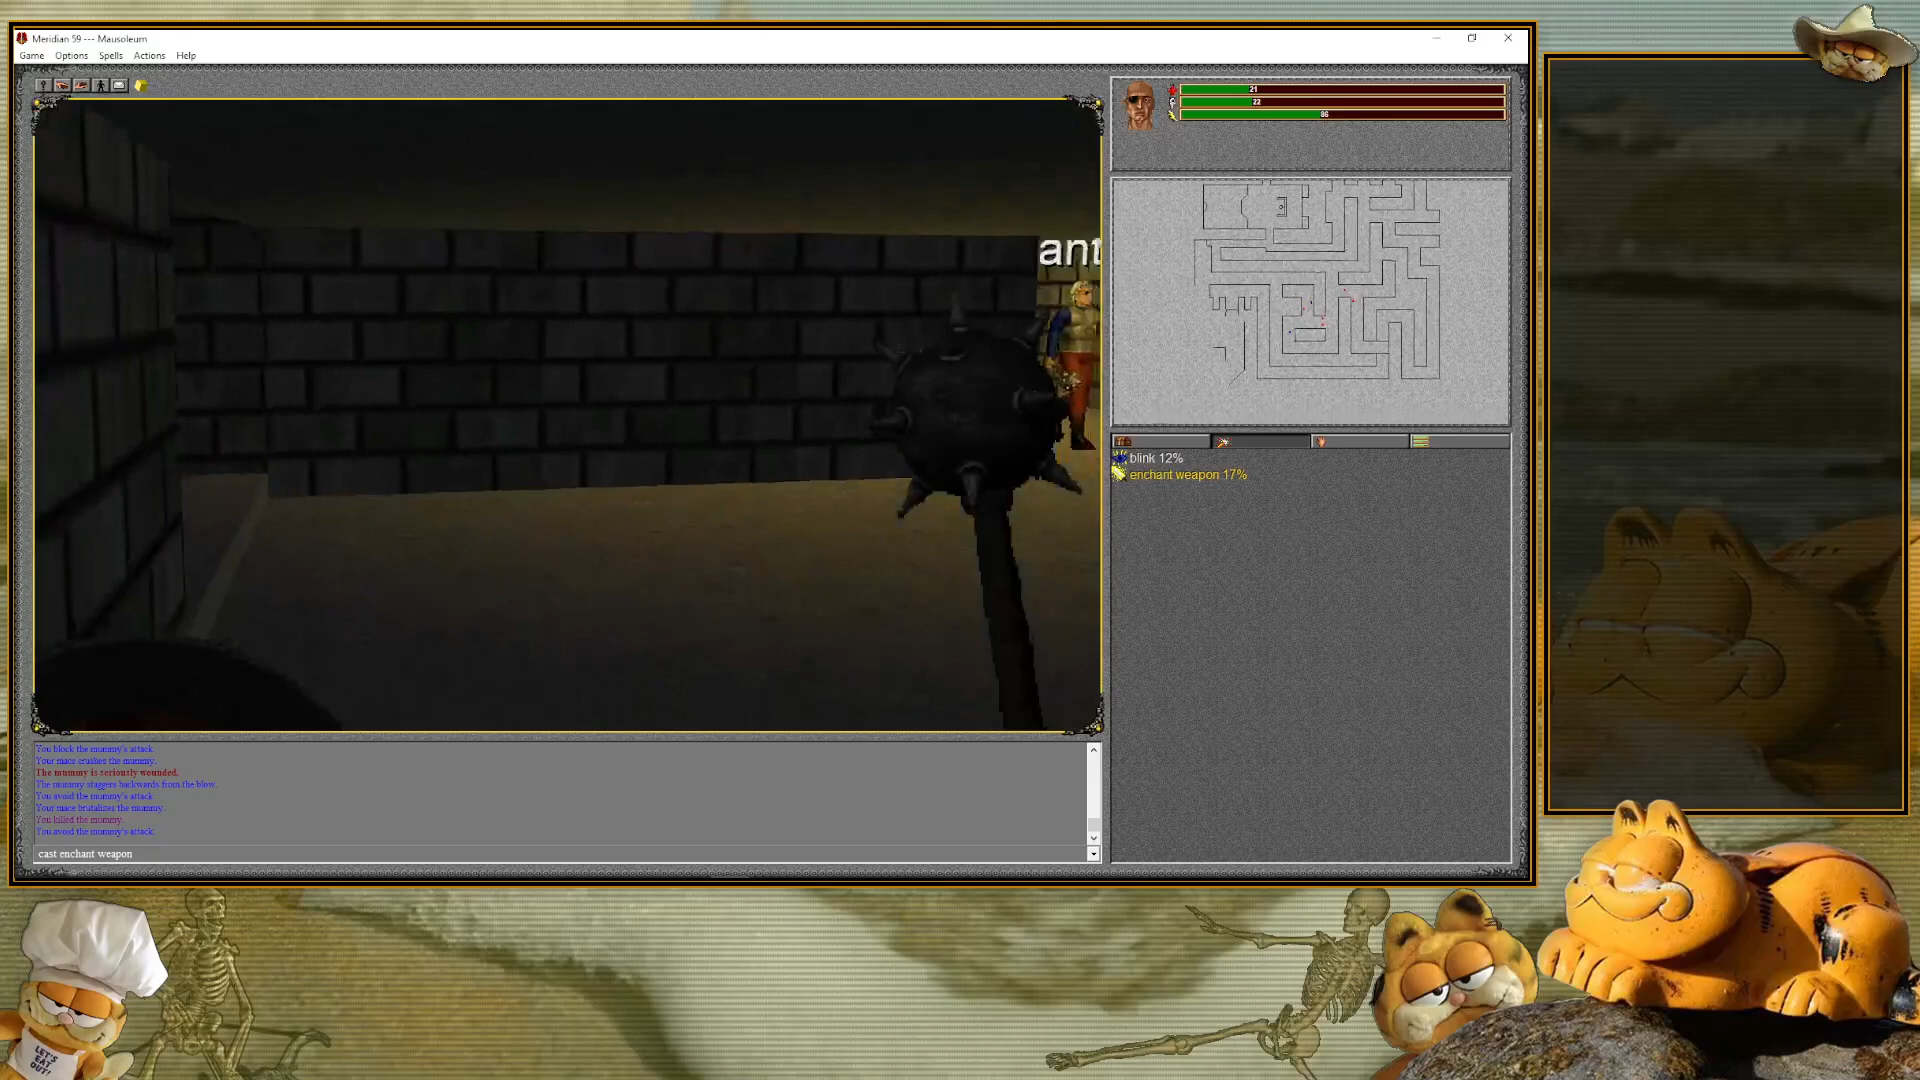 Meridian 59 --- Mausoleum
Game Options Spells Actions Help
21
22
86
ant
blink 12%
enchant weapon 17%
You block the mummy's attack.
Your mace crushes the mummy.
The mummy is seriously wounded.
The mummy staggers backwards from the blow.
You avoid the mummy's attack.
Your mace brutalizes the mummy.
You killed the mummy.
You avoid the mummy's attack.
cast enchant weapon
LET'S
EAT
OUT!